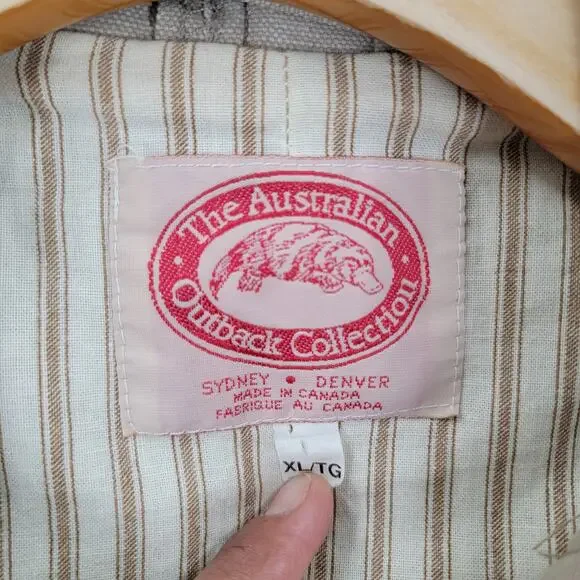 The Australian
Outback Collection
SYDNEY • DENVER
MADE IN CANADA
FABRIQUE AU CANADA
XL/TG